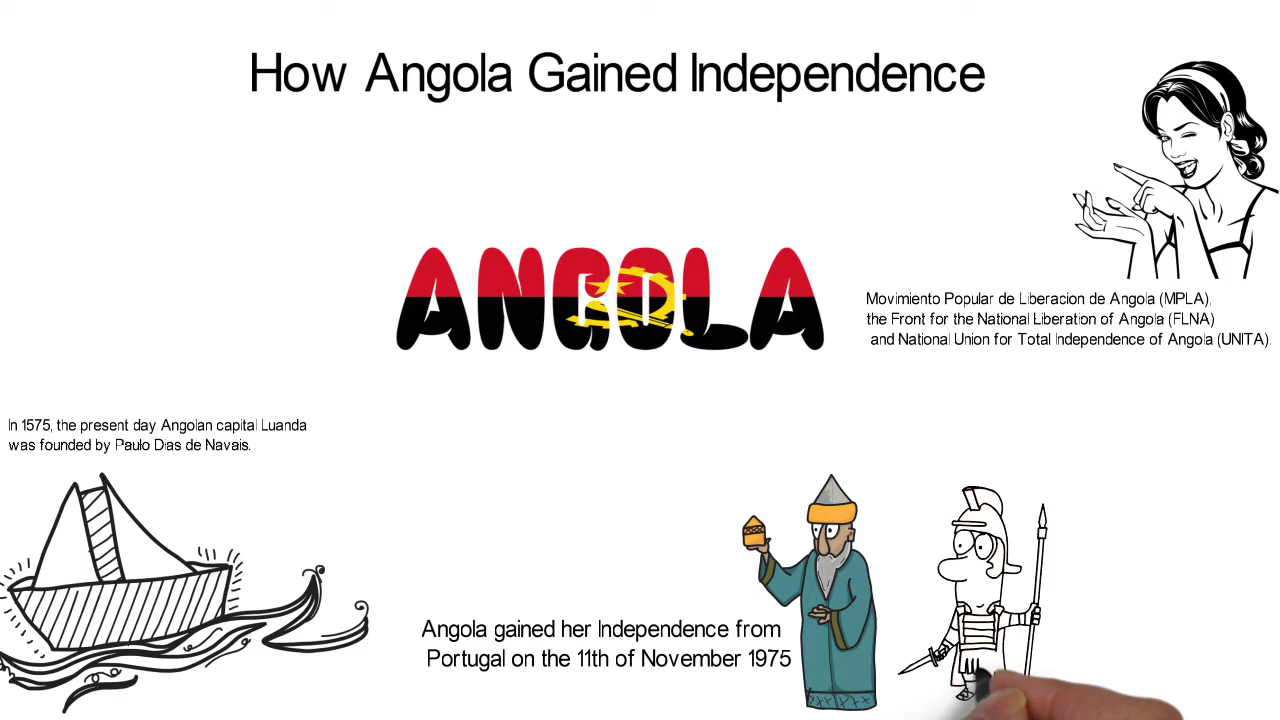 How Angola Gained Independence
ANGOLA
Movimiento Popular de Liberacion de Angola (MPLA),
the Front for the National Liberation of Angola (FLNA)
and National Union for Total Independence of Angola (UNITA).
In 1575, the present day Angolan capital Luanda
was founded by Paulo Dias de Navais.
Angola gained her Independence from
Portugal on the 11th of November 1975